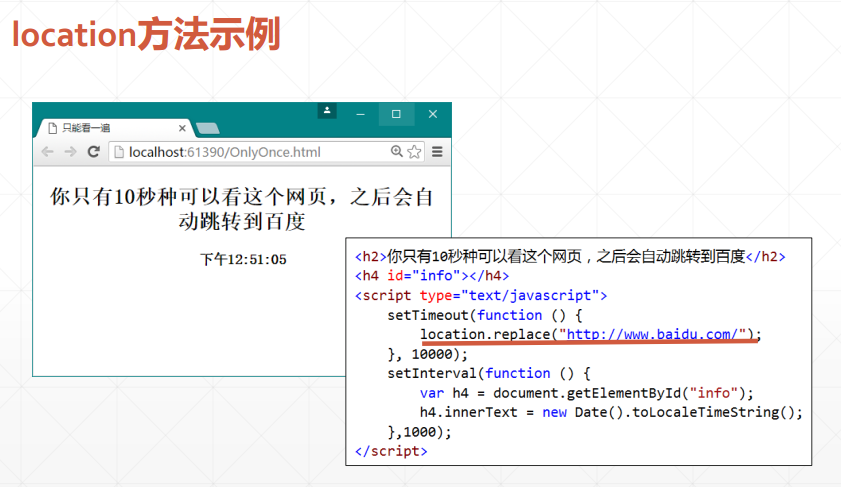 location方法示例
只能看一遍
localhost:61390/OnlyOnce.html
你只有10秒种可以看这个网页，之后会自
动跳转到百度
下午12:51:05
<h2>你只有10秒种可以看这个网页，之后会自动跳转到百度</h2>
<h4 id="info"></h4>
<script type="text/javascript">
    setTimeout(function () {
        location.replace("http://www.baidu.com/");
    }, 10000);
    setInterval(function () {
        var h4 = document.getElementById("info");
        h4.innerText = new Date().toLocaleTimeString();
    },1000);
</script>